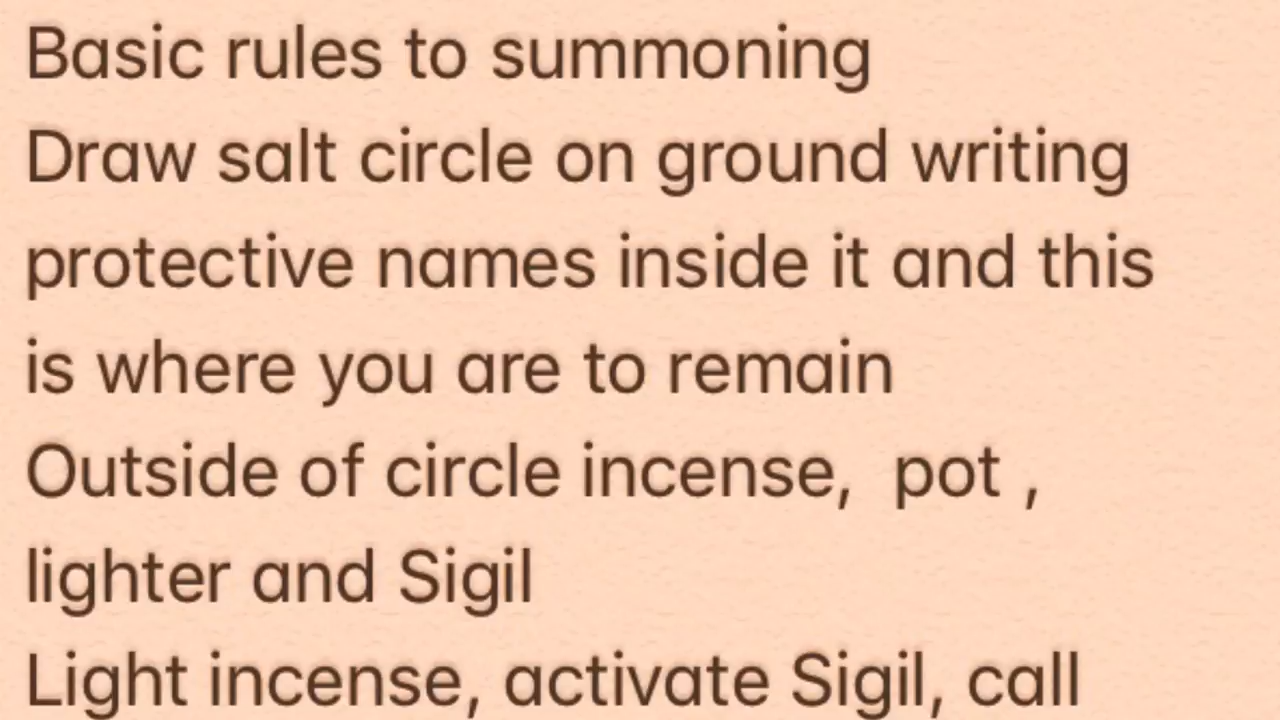 Basic rules to summoning
Draw salt circle on ground writing
protective names inside it and this
is where you are to remain
Outside of circle incense,  pot ,
lighter and Sigil
Light incense, activate Sigil, call